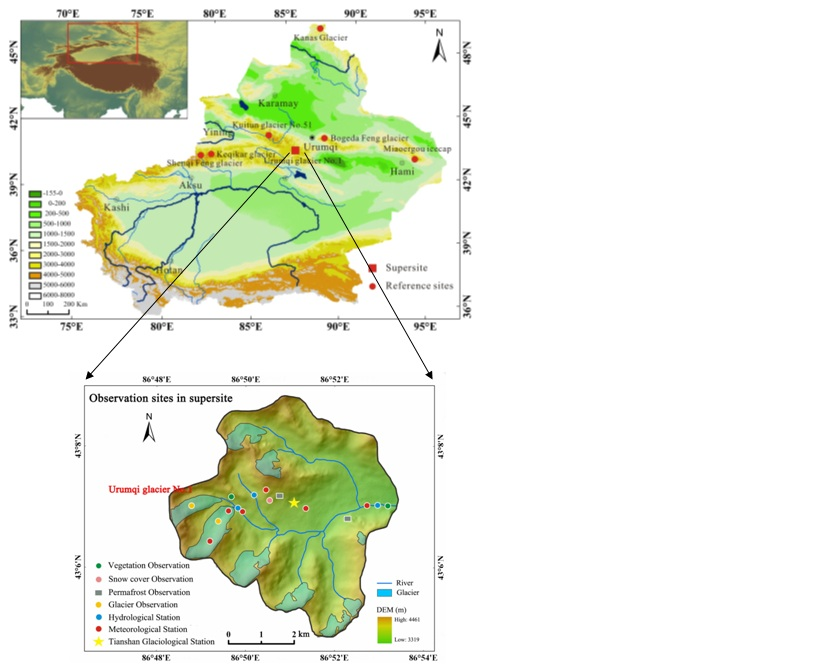 70°E 75°E 80°E 85°E 90°E 95°E
45°N
42°N
39°N
36°N
33°N
48°N
45°N
42°N
39°N
36°N
Kanas Glacier
N
Karamay
Kuitun glacier No.51
Yining
Bogeda Feng glacier
Urumqi
Miaoergou icecap
Keqikar glacier
Shenqi Feng glacier
Urumqi glacier No.1
Hami
Aksu
Kashi
Hotan
-155-0
0-200
200-500
500-1000
1000-1500
1500-2000
2000-3000
3000-4000
4000-5000
5000-6000
6000-8000
0 100 200 Km
Supersite
Reference sites
75°E 80°E 85°E 90°E 95°E
86°48'E 86°50'E 86°52'E
Observation sites in supersite
N
43°8'N
43°6'N
43°8'N
43°6'N
Urumqi glacier No.1
Vegetation Observation
Snow cover Observation
Permafrost Observation
Glacier Observation
Hydrological Station
Meteorological Station
Tianshan Glaciological Station
0 1 2 km
River
Glacier
DEM (m)
High: 4461
Low: 3319
86°48'E 86°50'E 86°52'E 86°54'E